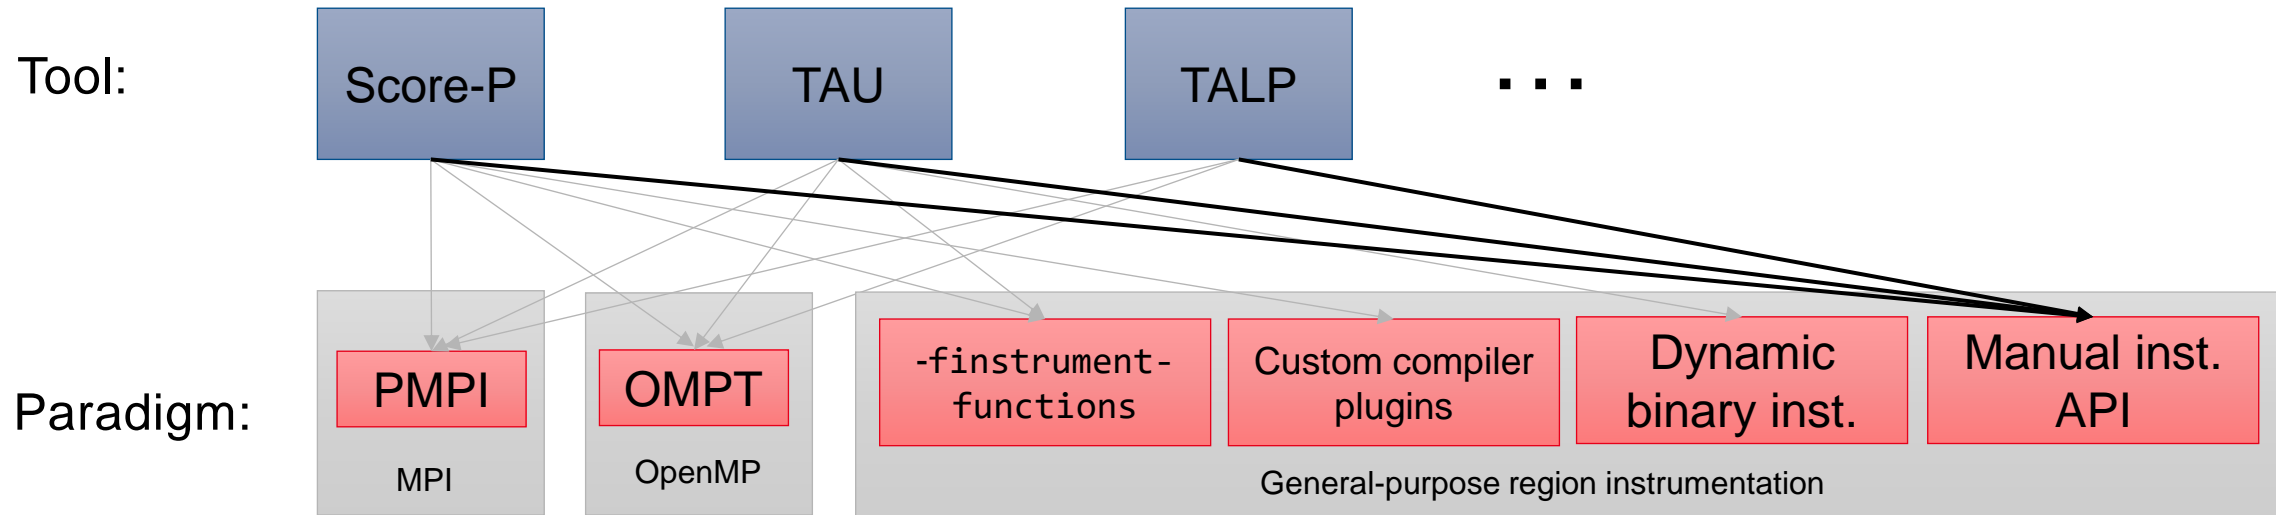 Tool:
Score-P
TAU
TALP
...
Paradigm:
PMPI
MPI
OMPT
OpenMP
-finstrument-
functions
Custom compiler
plugins
Dynamic
binary inst.
Manual inst.
API
General-purpose region instrumentation